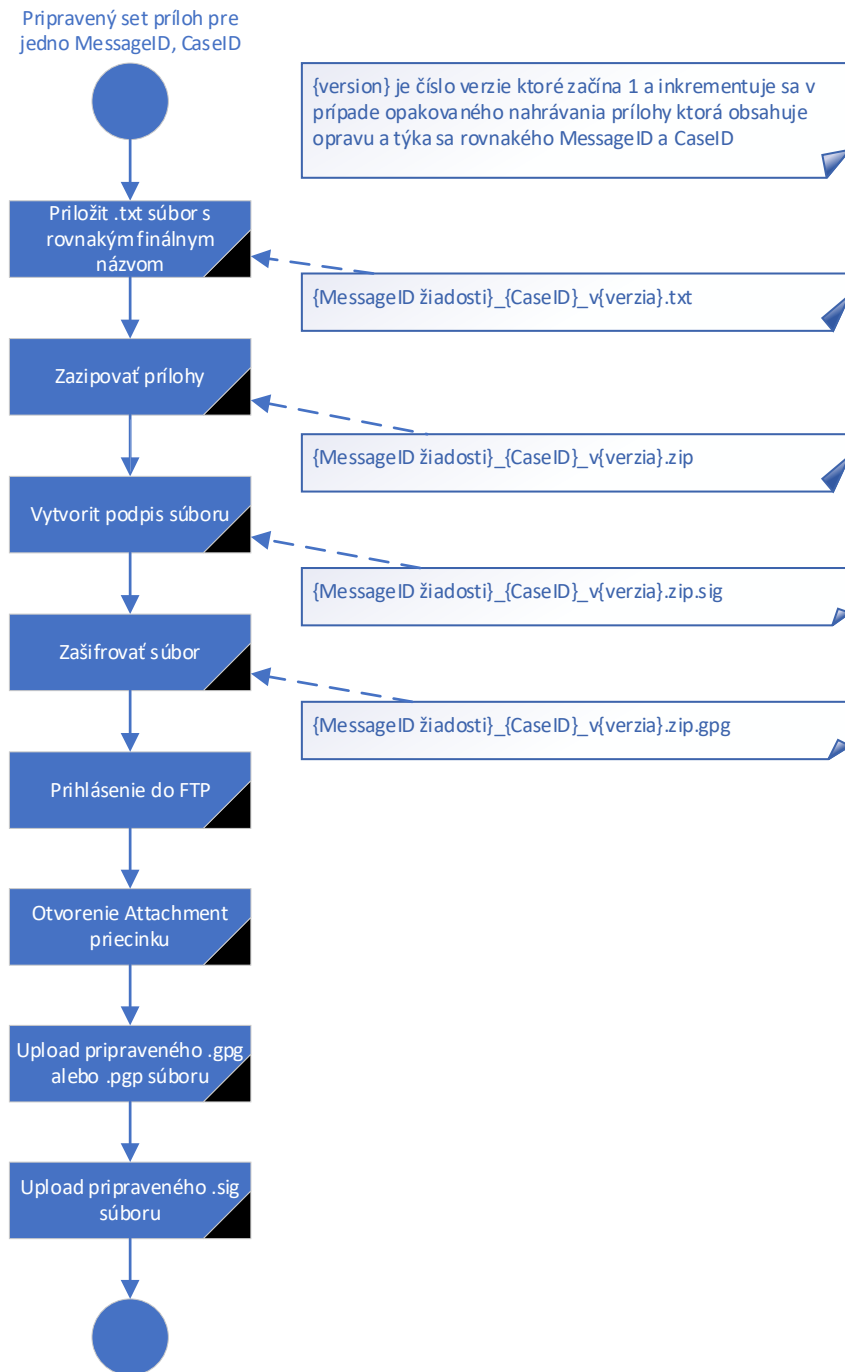 Pripravený set príloh pre
jedno MessageID, CaseID
{version} je číslo verzie ktoré začína 1 a inkrementuje sa v
prípade opakovaného nahrávania prílohy ktorá obsahuje
opravu a týka sa rovnakého MessageID a CaseID
Priložit .txt súbor s
rovnakým finálnym
názvom
{MessageID žiadosti}_{CaseID}_v{verzia}.txt
Zazipovať prílohy
{MessageID žiadosti}_{CaseID}_v{verzia}.zip
Vytvorit podpis súboru
{MessageID žiadosti}_{CaseID}_v{verzia}.zip.sig
Zašifrovať súbor
{MessageID žiadosti}_{CaseID}_v{verzia}.zip.gpg
Prihlásenie do FTP
Otvorenie Attachment
priecinku
Upload pripraveného .gpg
alebo .pgp súboru
Upload pripraveného .sig
súboru